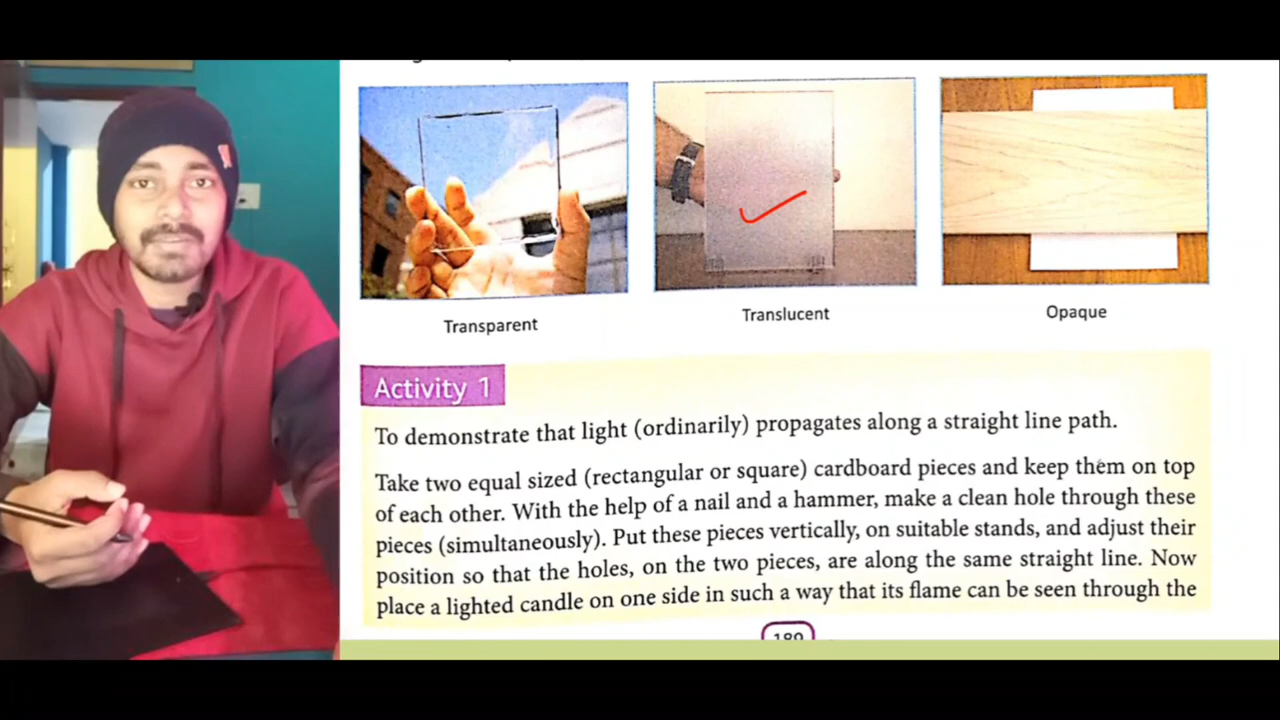 Transparent
Translucent
Opaque
Activity 1
To demonstrate that light (ordinarily) propagates along a straight line path.
Take two equal sized (rectangular or square) cardboard pieces and keep them on top
of each other. With the help of a nail and a hammer, make a clean hole through these
pieces (simultaneously). Put these pieces vertically, on suitable stands, and adjust their
position so that the holes, on the two pieces, are along the same straight line. Now
place a lighted candle on one side in such a way that its flame can be seen through the